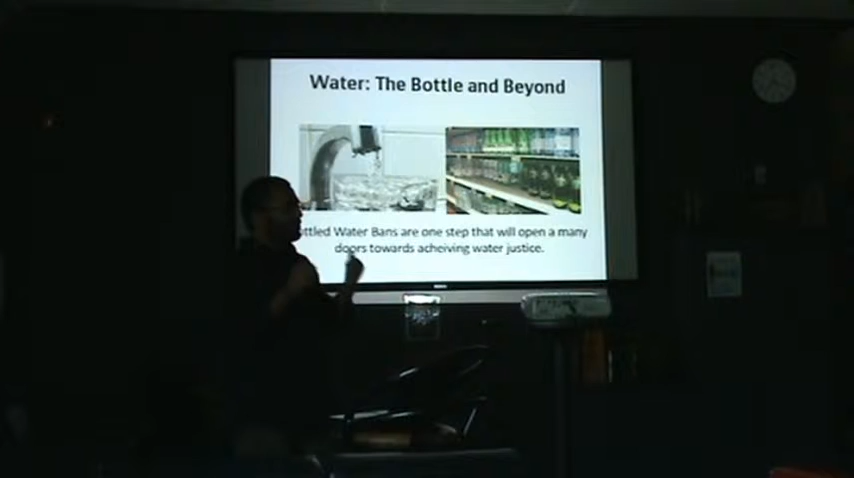 Water: The Bottle and Beyond
ottled Water Bans are one step that will open a many
doors towards acheiving water justice.